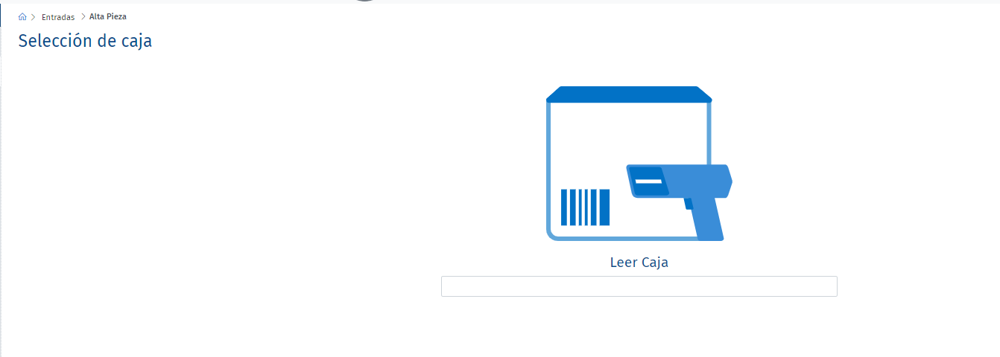 Entradas Alta Pieza
Selección de caja
Leer Caja